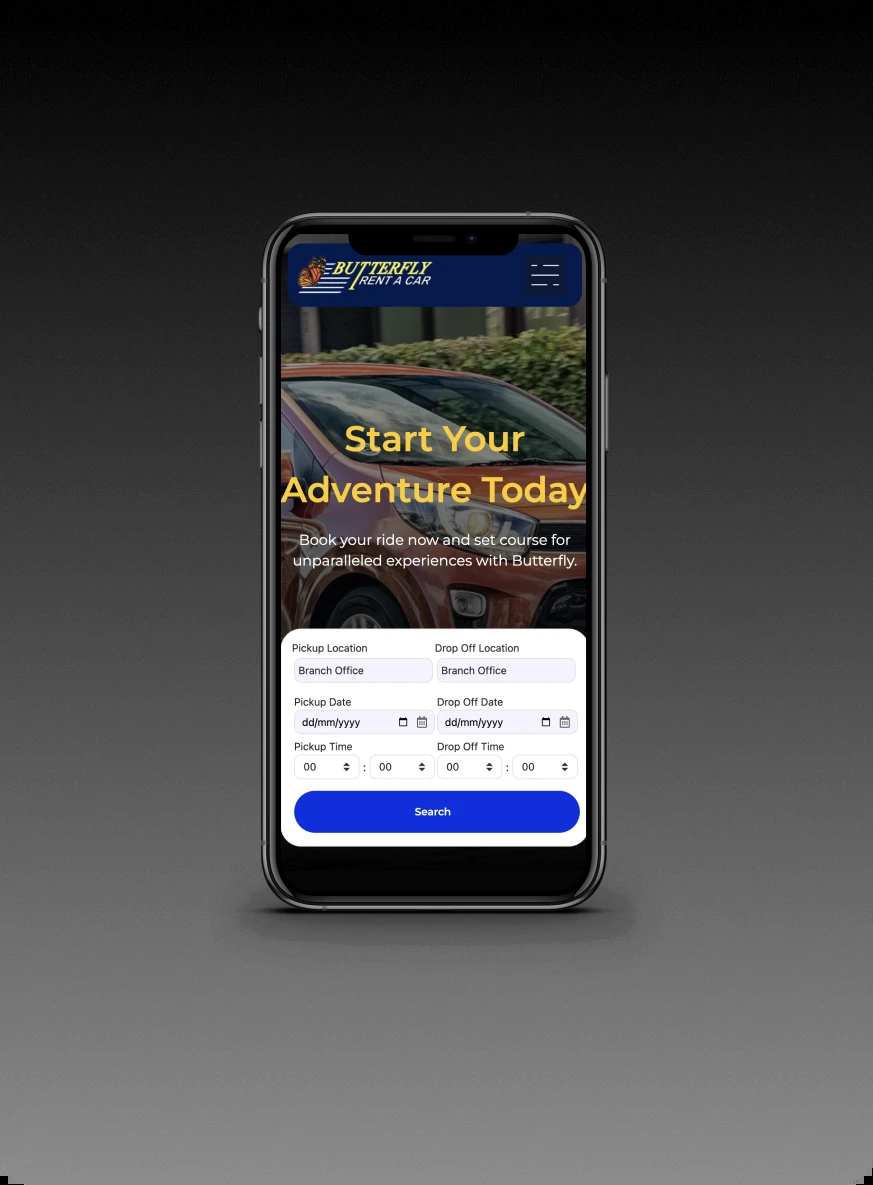 BUTTERFLY
RENT A CAR
Start Your
Adventure Today
Book your ride now and set course for
unparalleled experiences with Butterfly.
Pickup Location Drop Off Location
Branch Office Branch Office
Pickup Date Drop Off Date
dd/mm/yyyy dd/mm/yyyy
Pickup Time Drop Off Time
00 : 00 00 : 00
Search